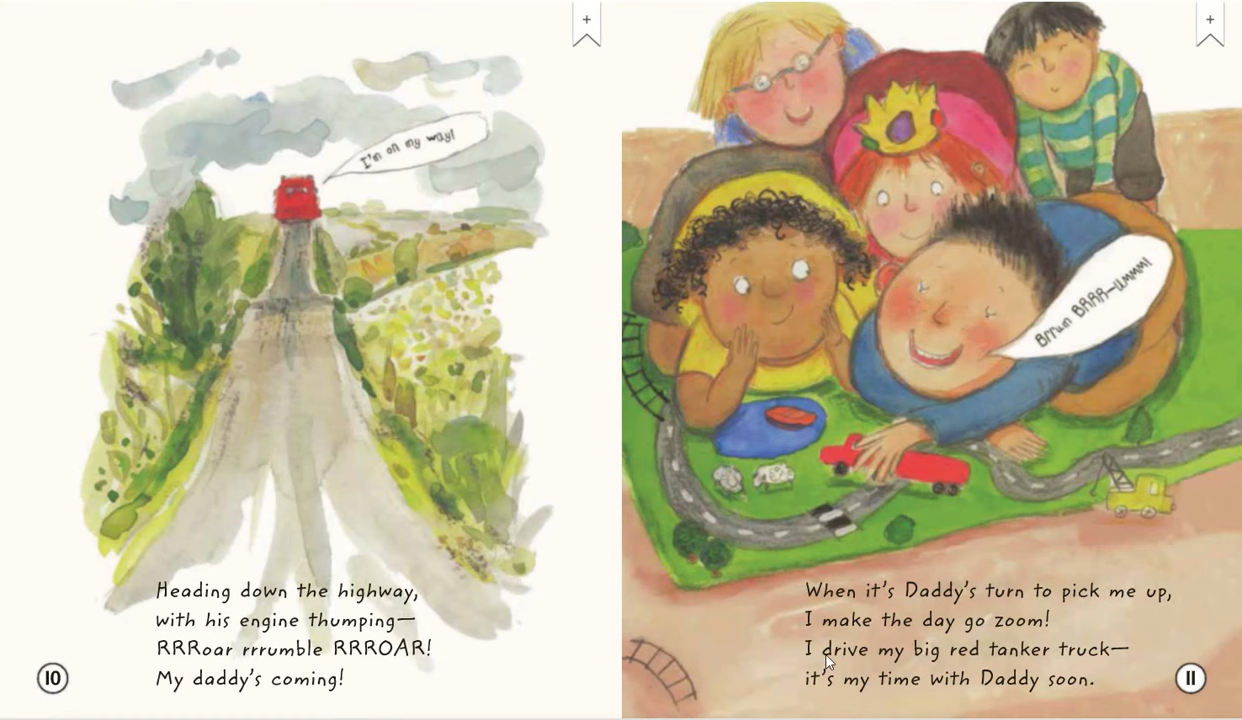 I'm on my way!
Heading down the highway,
with his engine thumping—
RRRoar rrrumble RRROAR!
My daddy's coming!
10
Brrum BRRR—UMMM!
When it's Daddy's turn to pick me up,
I make the day go zoom!
I drive my big red tanker truck—
it's my time with Daddy soon.
11